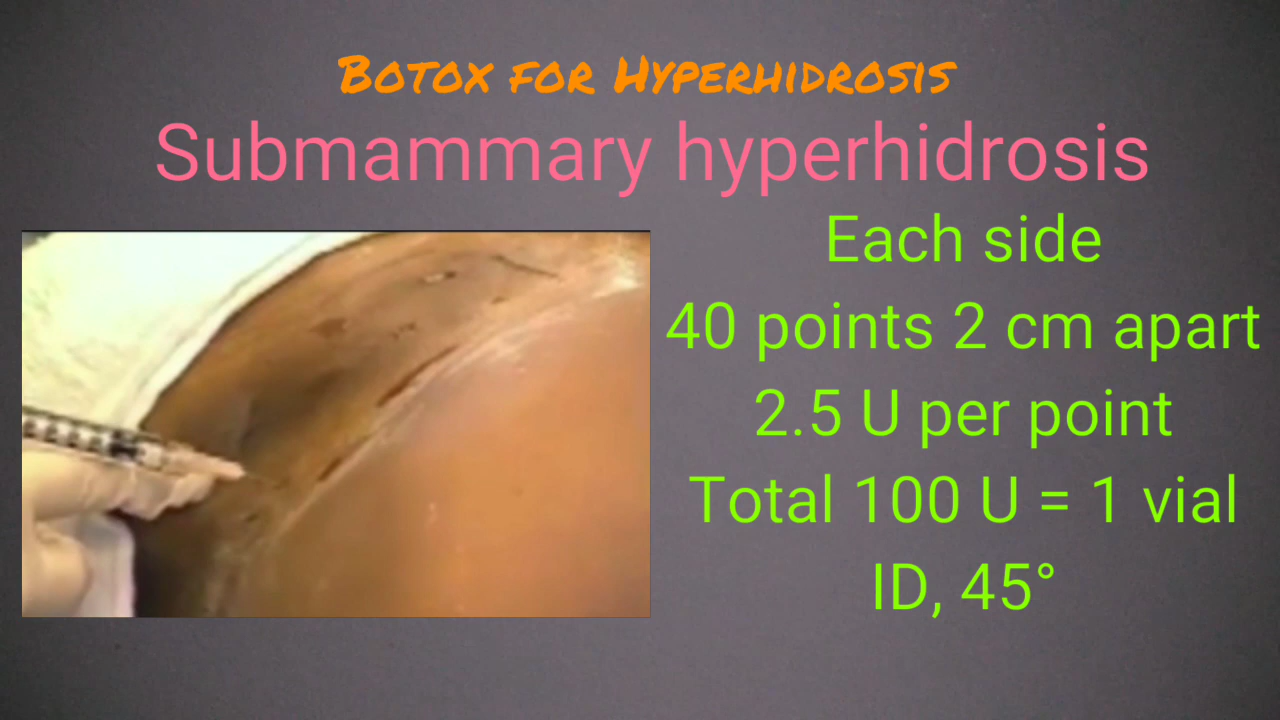 Botox for Hyperhidrosis
Submammary hyperhidrosis
Each side
40 points 2 cm apart
2.5 U per point
Total 100 U = 1 vial
ID, 45°